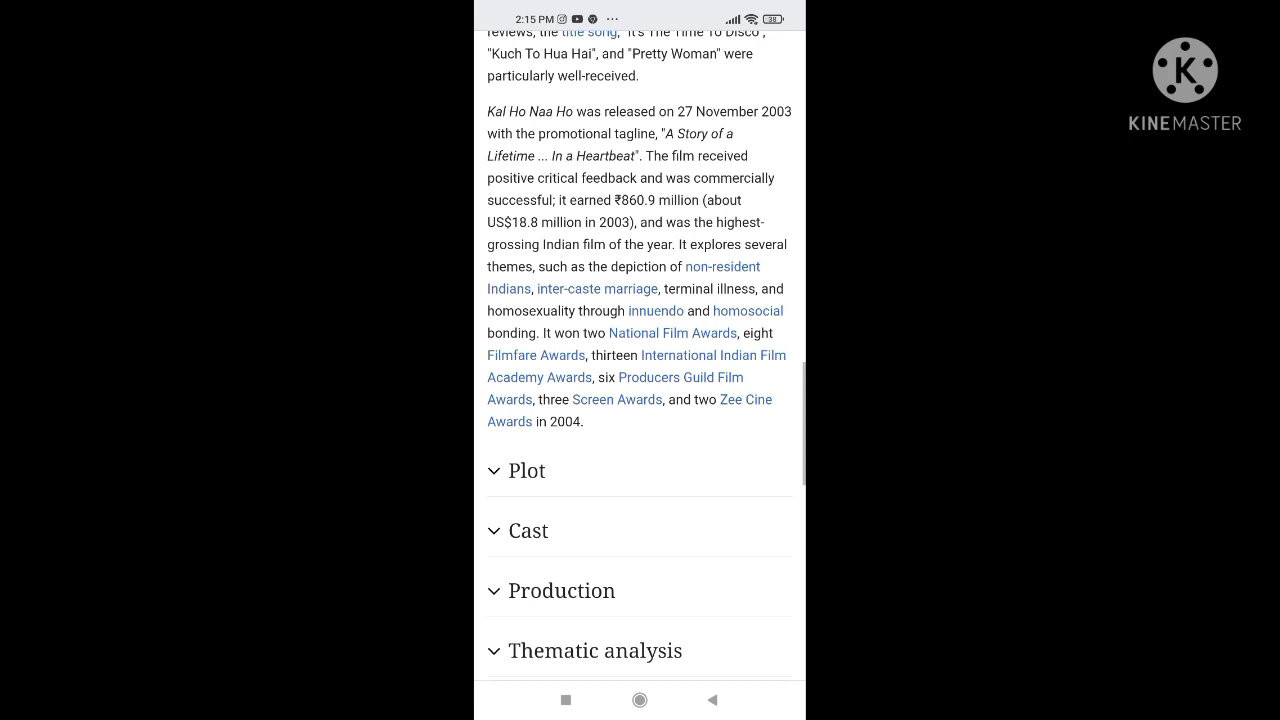 2:15 PM
38
reviews, the title song, "It's The Time To Disco",
"Kuch To Hua Hai", and "Pretty Woman" were
particularly well-received.
Kal Ho Naa Ho was released on 27 November 2003
with the promotional tagline, "A Story of a
Lifetime ... In a Heartbeat". The film received
positive critical feedback and was commercially
successful; it earned ₹860.9 million (about
US$18.8 million in 2003), and was the highest-
grossing Indian film of the year. It explores several
themes, such as the depiction of non-resident
Indians, inter-caste marriage, terminal illness, and
homosexuality through innuendo and homosocial
bonding. It won two National Film Awards, eight
Filmfare Awards, thirteen International Indian Film
Academy Awards, six Producers Guild Film
Awards, three Screen Awards, and two Zee Cine
Awards in 2004.
Plot
Cast
Production
Thematic analysis
K
KINEMASTER